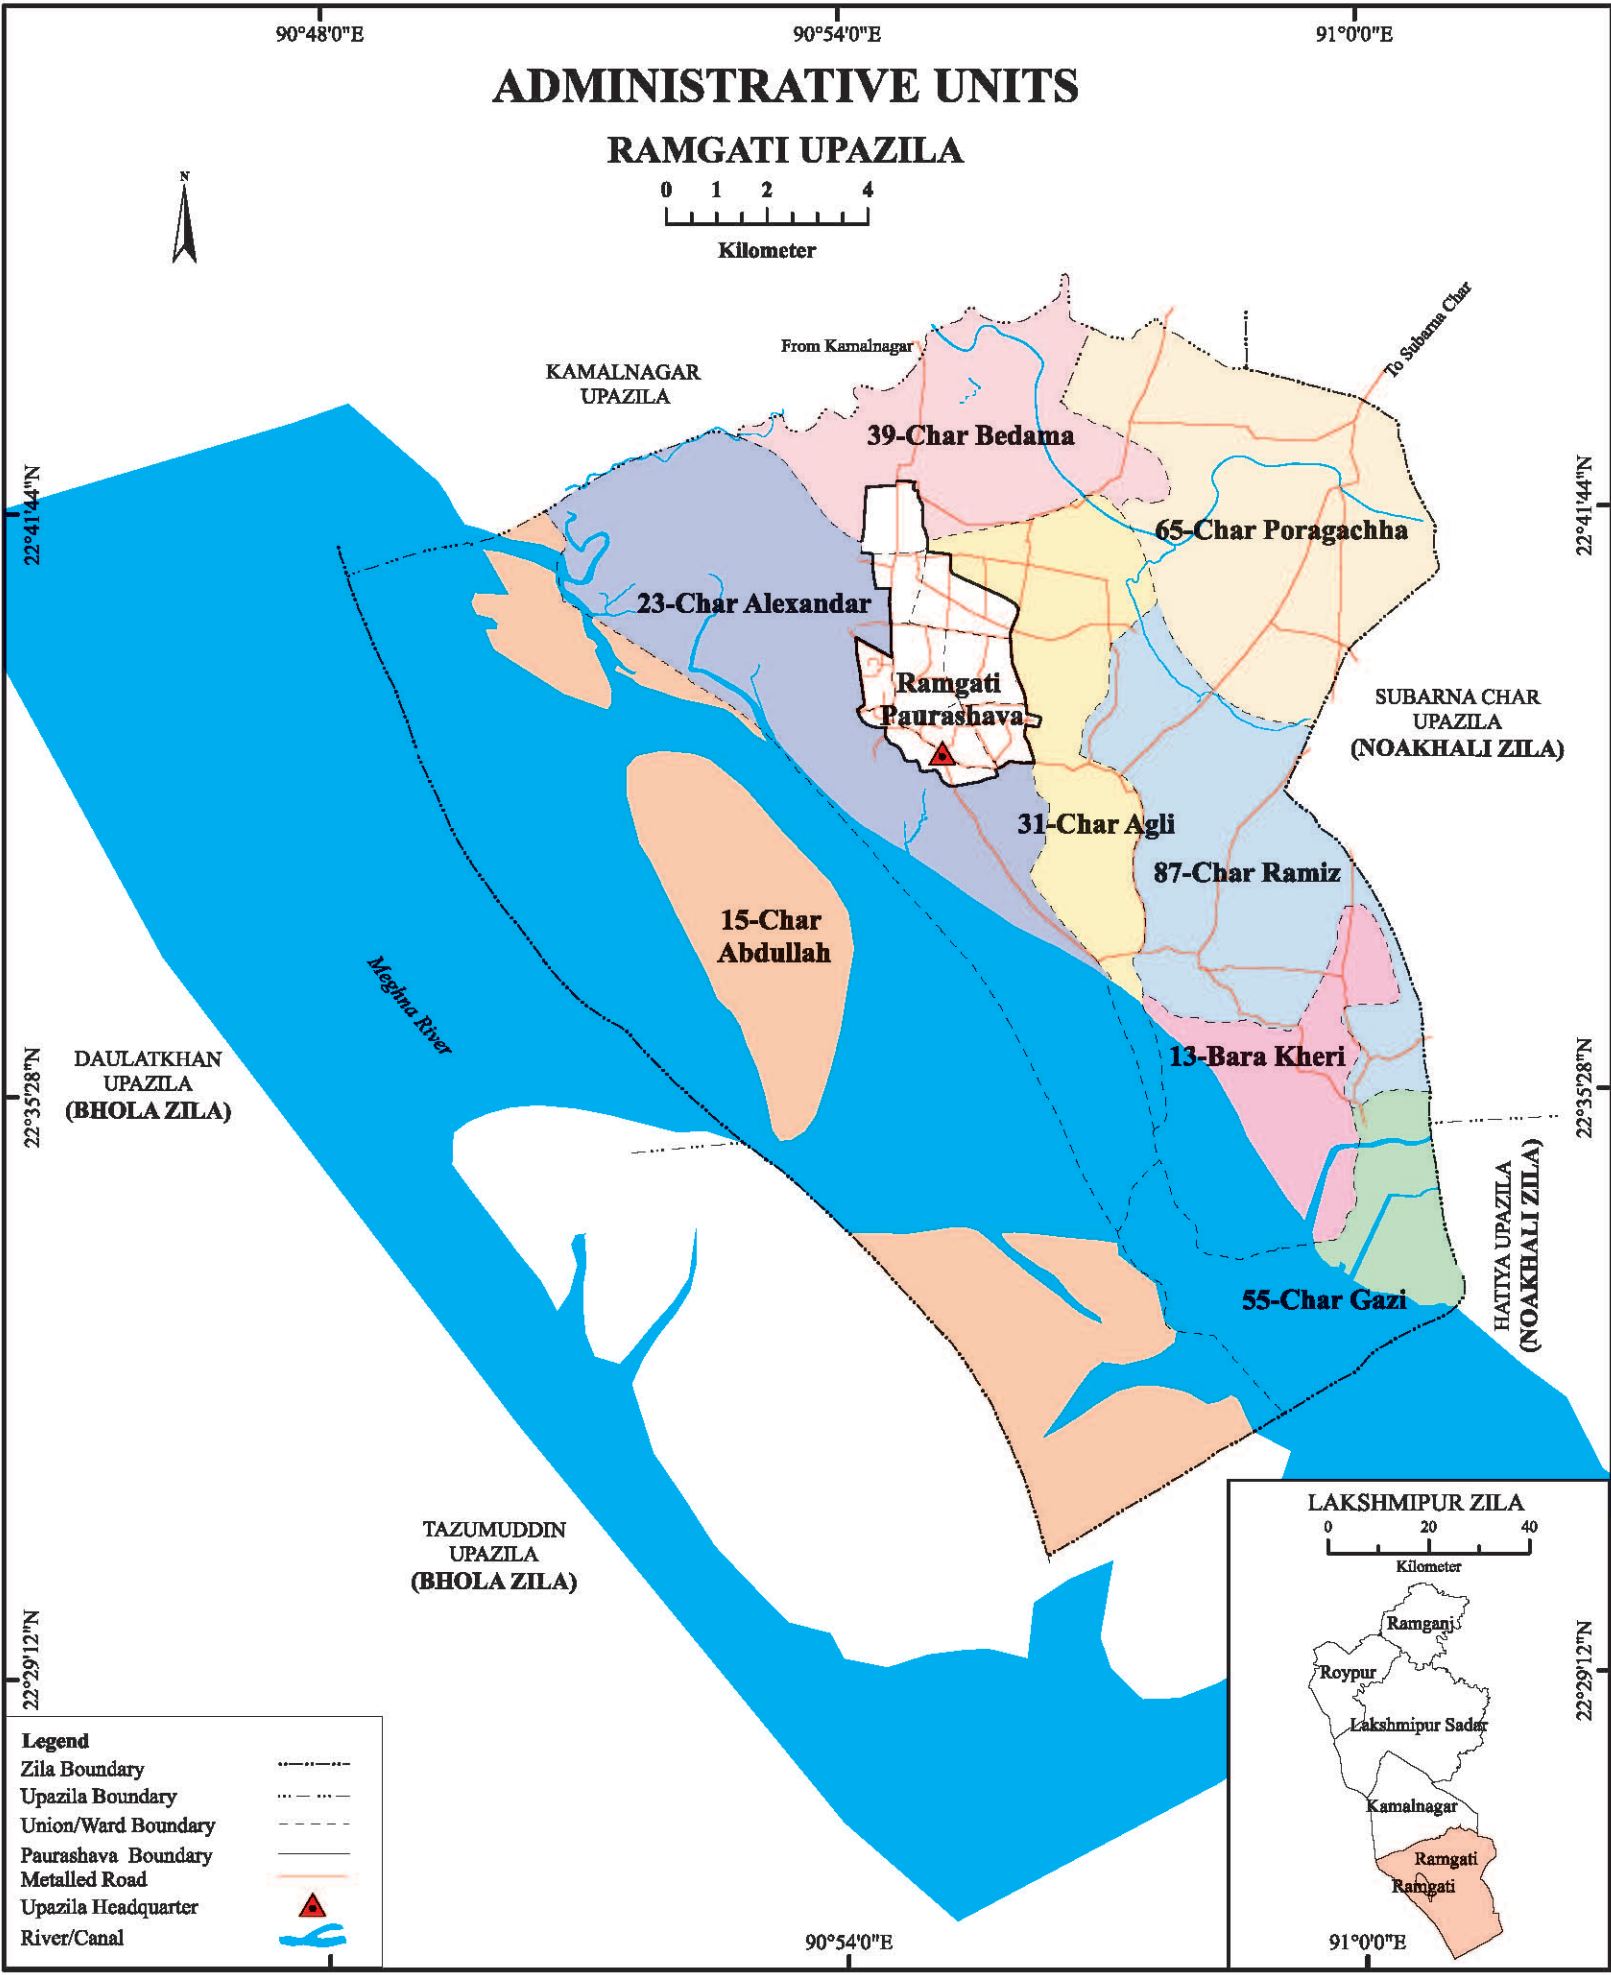 90°48'0"E
90°54'0"E
91°0'0"E
ADMINISTRATIVE UNITS
RAMGATI UPAZILA
N
0 1 2 4
Kilometer
To Subarna Char
From Kamalnagar
KAMALNAGAR
UPAZILA
39-Char Bedama
22°41'44"N
22°41'44"N
65-Char Poragachha
23-Char Alexandar
Ramgati
Paurashava
SUBARNA CHAR
UPAZILA
(NOAKHALI ZILA)
31-Char Agli
87-Char Ramiz
15-Char
Abdullah
Meghna River
13-Bara Kheri
DAULATKHAN
UPAZILA
(BHOLA ZILA)
22°35'28"N
22°35'28"N
HATIYA UPAZILA
(NOAKHALI ZILA)
55-Char Gazi
TAZUMUDDIN
UPAZILA
(BHOLA ZILA)
LAKSHMIPUR ZILA
0 20 40
Kilometer
Ramganj
Roypur
Lakshmipur Sadar
Kamalnagar
Ramgati
Ramgati
22°29'12"N
22°29'12"N
Legend
Zila Boundary
Upazila Boundary
Union/Ward Boundary
Paurashava Boundary
Metalled Road
Upazila Headquarter
River/Canal
90°54'0"E
91°0'0"E